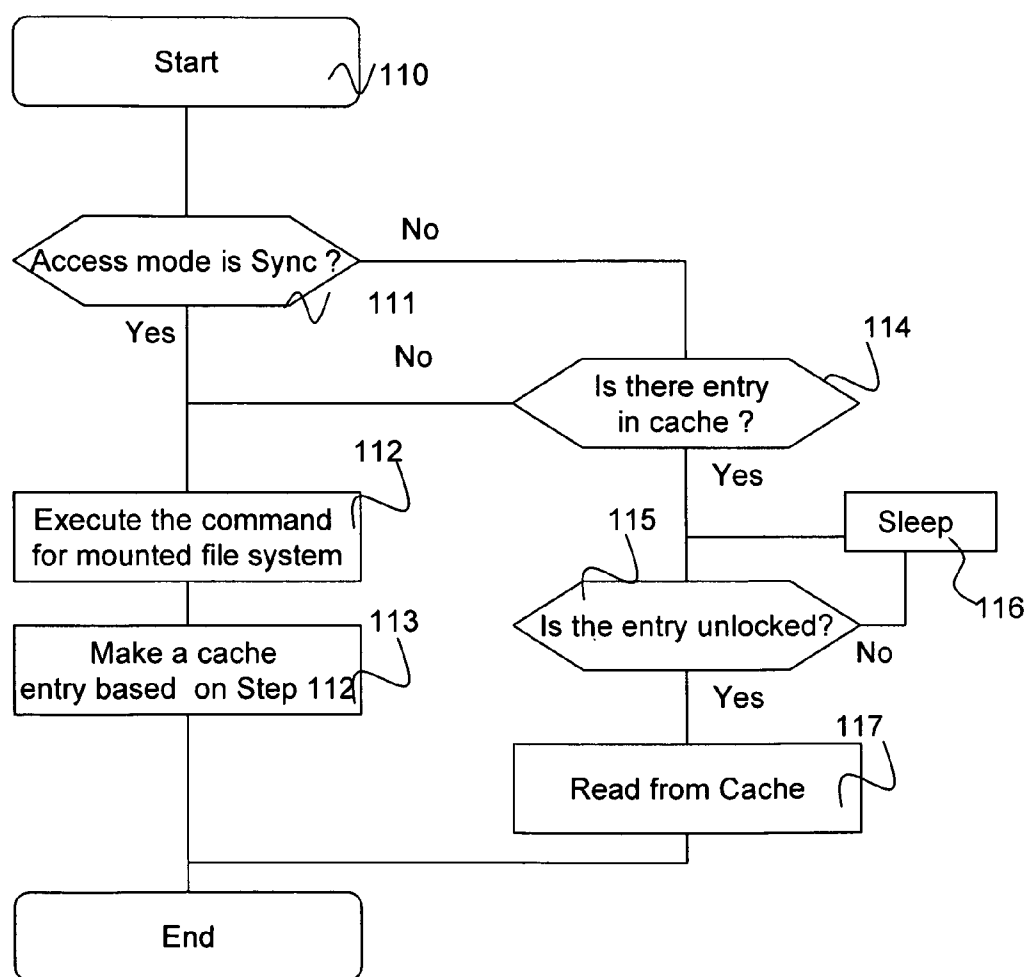 Start
110
Access mode is Sync ?
No
111
Yes
No
114
Is there entry
in cache ?
Yes
112
Execute the command
for mounted file system
115
Sleep
116
Is the entry unlocked?
No
113
Make a cache
entry based on Step 112
Yes
117
Read from Cache
End